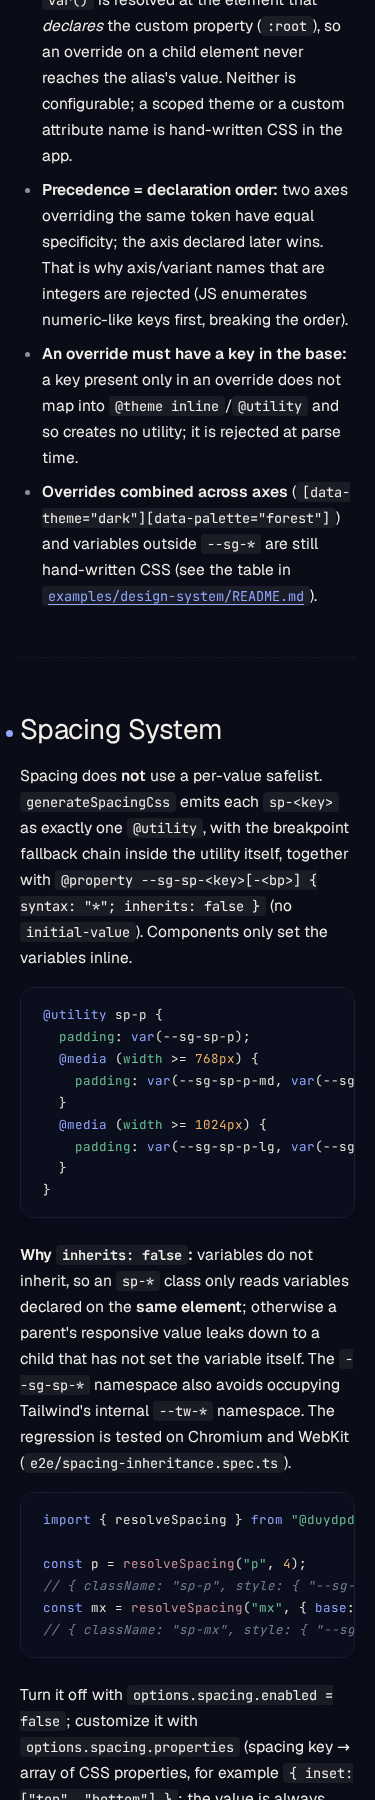 var() is resolved at the element that
declares the custom property ( :root ), so
an override on a child element never
reaches the alias's value. Neither is
configurable; a scoped theme or a custom
attribute name is hand-written CSS in the
app.
Precedence = declaration order: two axes
overriding the same token have equal
specificity; the axis declared later wins.
That is why axis/variant names that are
integers are rejected (JS enumerates
numeric-like keys first, breaking the order).
An override must have a key in the base:
a key present only in an override does not
map into @theme inline / @utility and
so creates no utility; it is rejected at parse
time.
Overrides combined across axes ( [data-
theme="dark"][data-palette="forest"] )
and variables outside --sg-* are still
hand-written CSS (see the table in
examples/design-system/README.md ).
Spacing System
Spacing does not use a per-value safelist.
generateSpacingCss emits each sp-<key>
as exactly one @utility , with the breakpoint
fallback chain inside the utility itself, together
with @property --sg-sp-<key>[-<bp>] {
syntax: "*"; inherits: false } (no
initial-value ). Components only set the
variables inline.
@utility sp-p {
  padding: var(--sg-sp-p);
  @media (width >= 768px) {
    padding: var(--sg-sp-p-md, var(--sg
  }
  @media (width >= 1024px) {
    padding: var(--sg-sp-p-lg, var(--sg
  }
}
Why inherits: false : variables do not
inherit, so an sp-* class only reads variables
declared on the same element; otherwise a
parent's responsive value leaks down to a
child that has not set the variable itself. The -
-sg-sp-* namespace also avoids occupying
Tailwind's internal --tw-* namespace. The
regression is tested on Chromium and WebKit
( e2e/spacing-inheritance.spec.ts ).
import { resolveSpacing } from "@duydpd
const p = resolveSpacing("p", 4);
// { className: "sp-p", style: { "--sg-
const mx = resolveSpacing("mx", { base:
// { className: "sp-mx", style: { "--sg
Turn it off with options.spacing.enabled =
false ; customize it with
options.spacing.properties (spacing key →
array of CSS properties, for example { inset:
["top", "bottom"] } ; the value is always